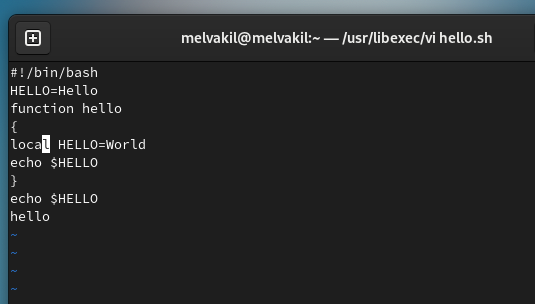 melvakil@melvakil:~ — /usr/libexec/vi hello.sh
#!/bin/bash
HELLO=Hello
function hello
{
local HELLO=World
echo $HELLO
}
echo $HELLO
hello
~
~
~
~